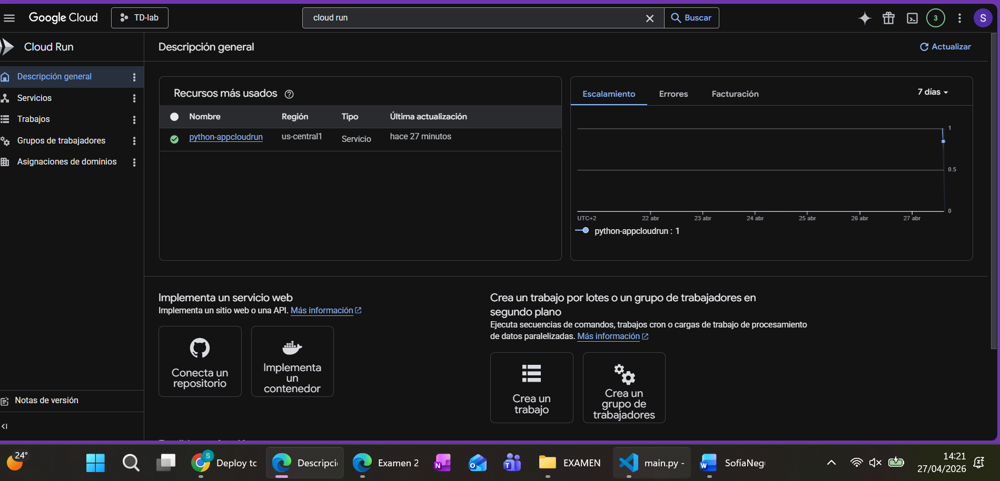 Google Cloud
TD-lab
cloud run
Buscar
3
S
Cloud Run
Descripción general
Actualizar
Descripción general
Servicios
Trabajos
Grupos de trabajadores
Asignaciones de dominios
Notas de versión
Recursos más usados
Nombre Región Tipo Última actualización
python-appcloudrun us-central1 Servicio hace 27 minutos
Escalamiento Errores Facturación 7 días
1
0.5
0
UTC+2 22 abr 23 abr 24 abr 25 abr 26 abr 27 abr
python-appcloudrun : 1
Implementa un servicio web
Implementa un sitio web o una API. Más información
Conecta un
repositorio
Implementa
un
contenedor
Crea un trabajo por lotes o un grupo de trabajadores en
segundo plano
Ejecuta secuencias de comandos, trabajos cron o cargas de trabajo de procesamiento
de datos paralelizadas. Más información
Crea un
trabajo
Crea un
grupo de
trabajadores
24°
S
Deploy to
Descripci
Examen 2
N
O
T
EXAMEN
main.py -
W
SofíaNeg
14:21
27/04/2026